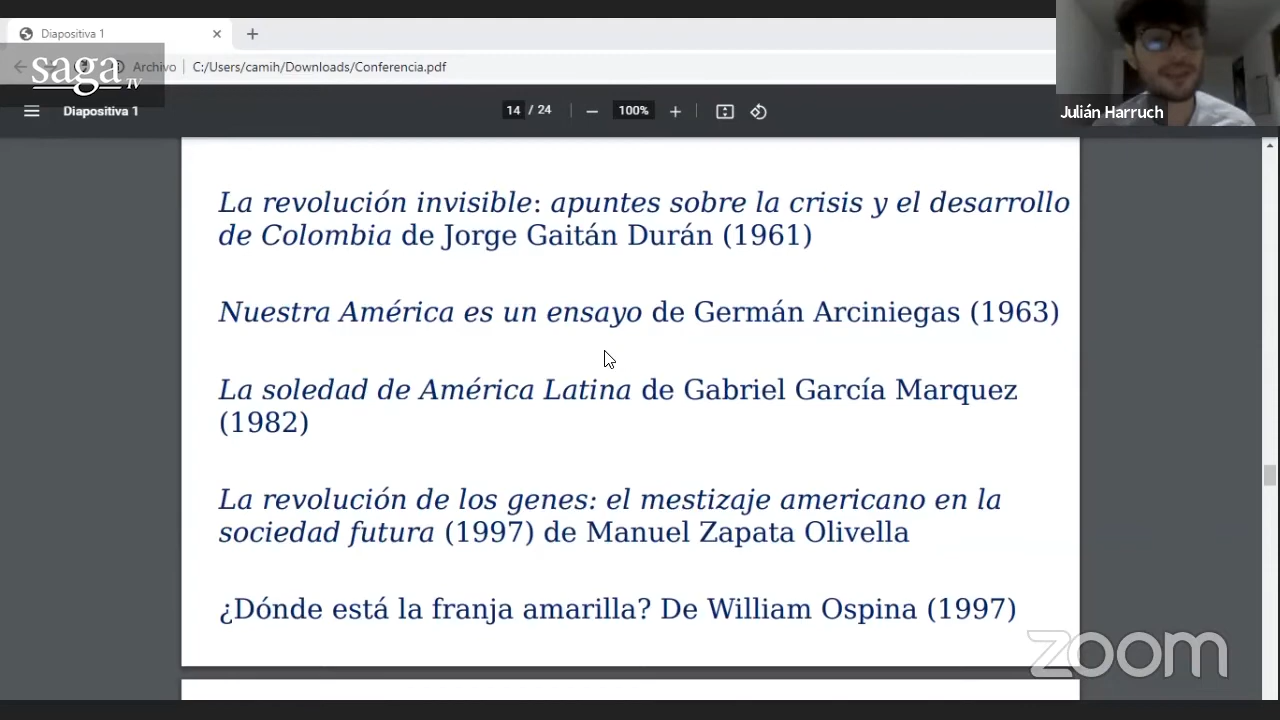 Diapositiva 1
saga TV
Archivo
C:/Users/camih/Downloads/Conferencia.pdf
Diapositiva 1
14 / 24
100%
Julián Harruch
La revolución invisible: apuntes sobre la crisis y el desarrollo
de Colombia de Jorge Gaitán Durán (1961)
Nuestra América es un ensayo de Germán Arciniegas (1963)
La soledad de América Latina de Gabriel García Marquez
(1982)
La revolución de los genes: el mestizaje americano en la
sociedad futura (1997) de Manuel Zapata Olivella
¿Dónde está la franja amarilla? De William Ospina (1997)
zoom